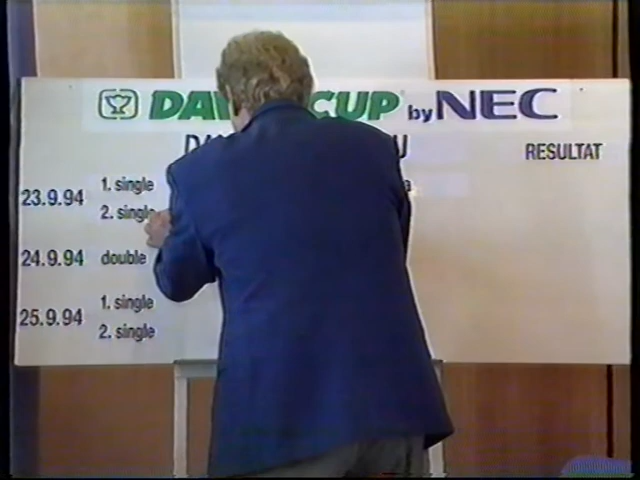 DAV CUP by NEC
RESULTAT
23.9.94 1. single
2. single
24.9.94 double
25.9.94 1. single
2. single